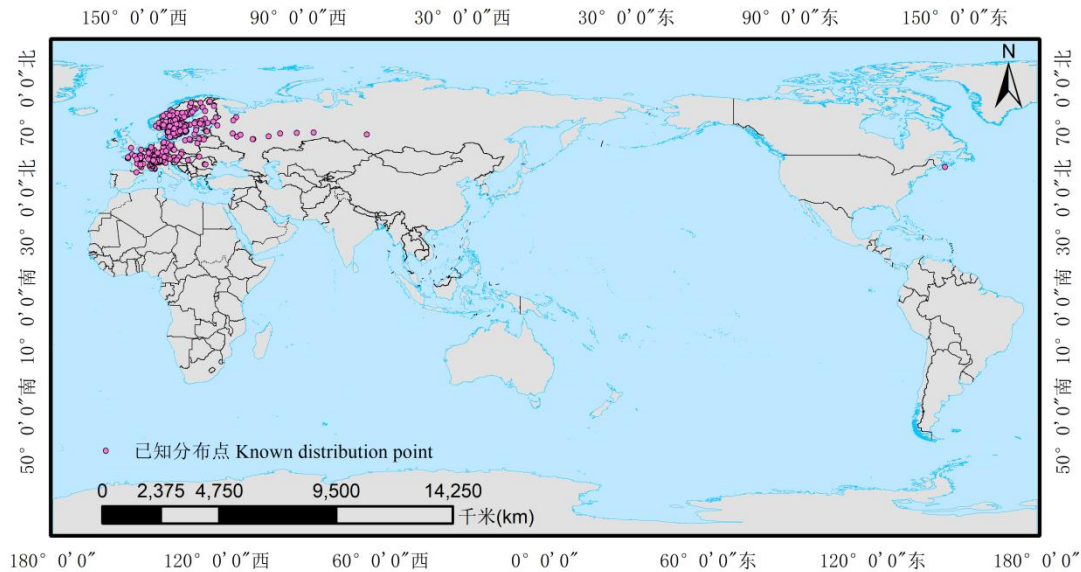 150° 0'0"西 90° 0'0"西 30° 0'0"西 30° 0'0"东 90° 0'0"东 150° 0'0"东
70° 0'0"北
30° 0'0"北
10° 0'0"南
50° 0'0"南
N
70° 0'0"北
30° 0'0"北
10° 0'0"南
50° 0'0"南
已知分布点 Known distribution point
0 2,375 4,750 9,500 14,250
千米(km)
180° 0'0" 120° 0'0"西 60° 0'0"西 0° 0'0" 60° 0'0"东 120° 0'0"东 180° 0'0"